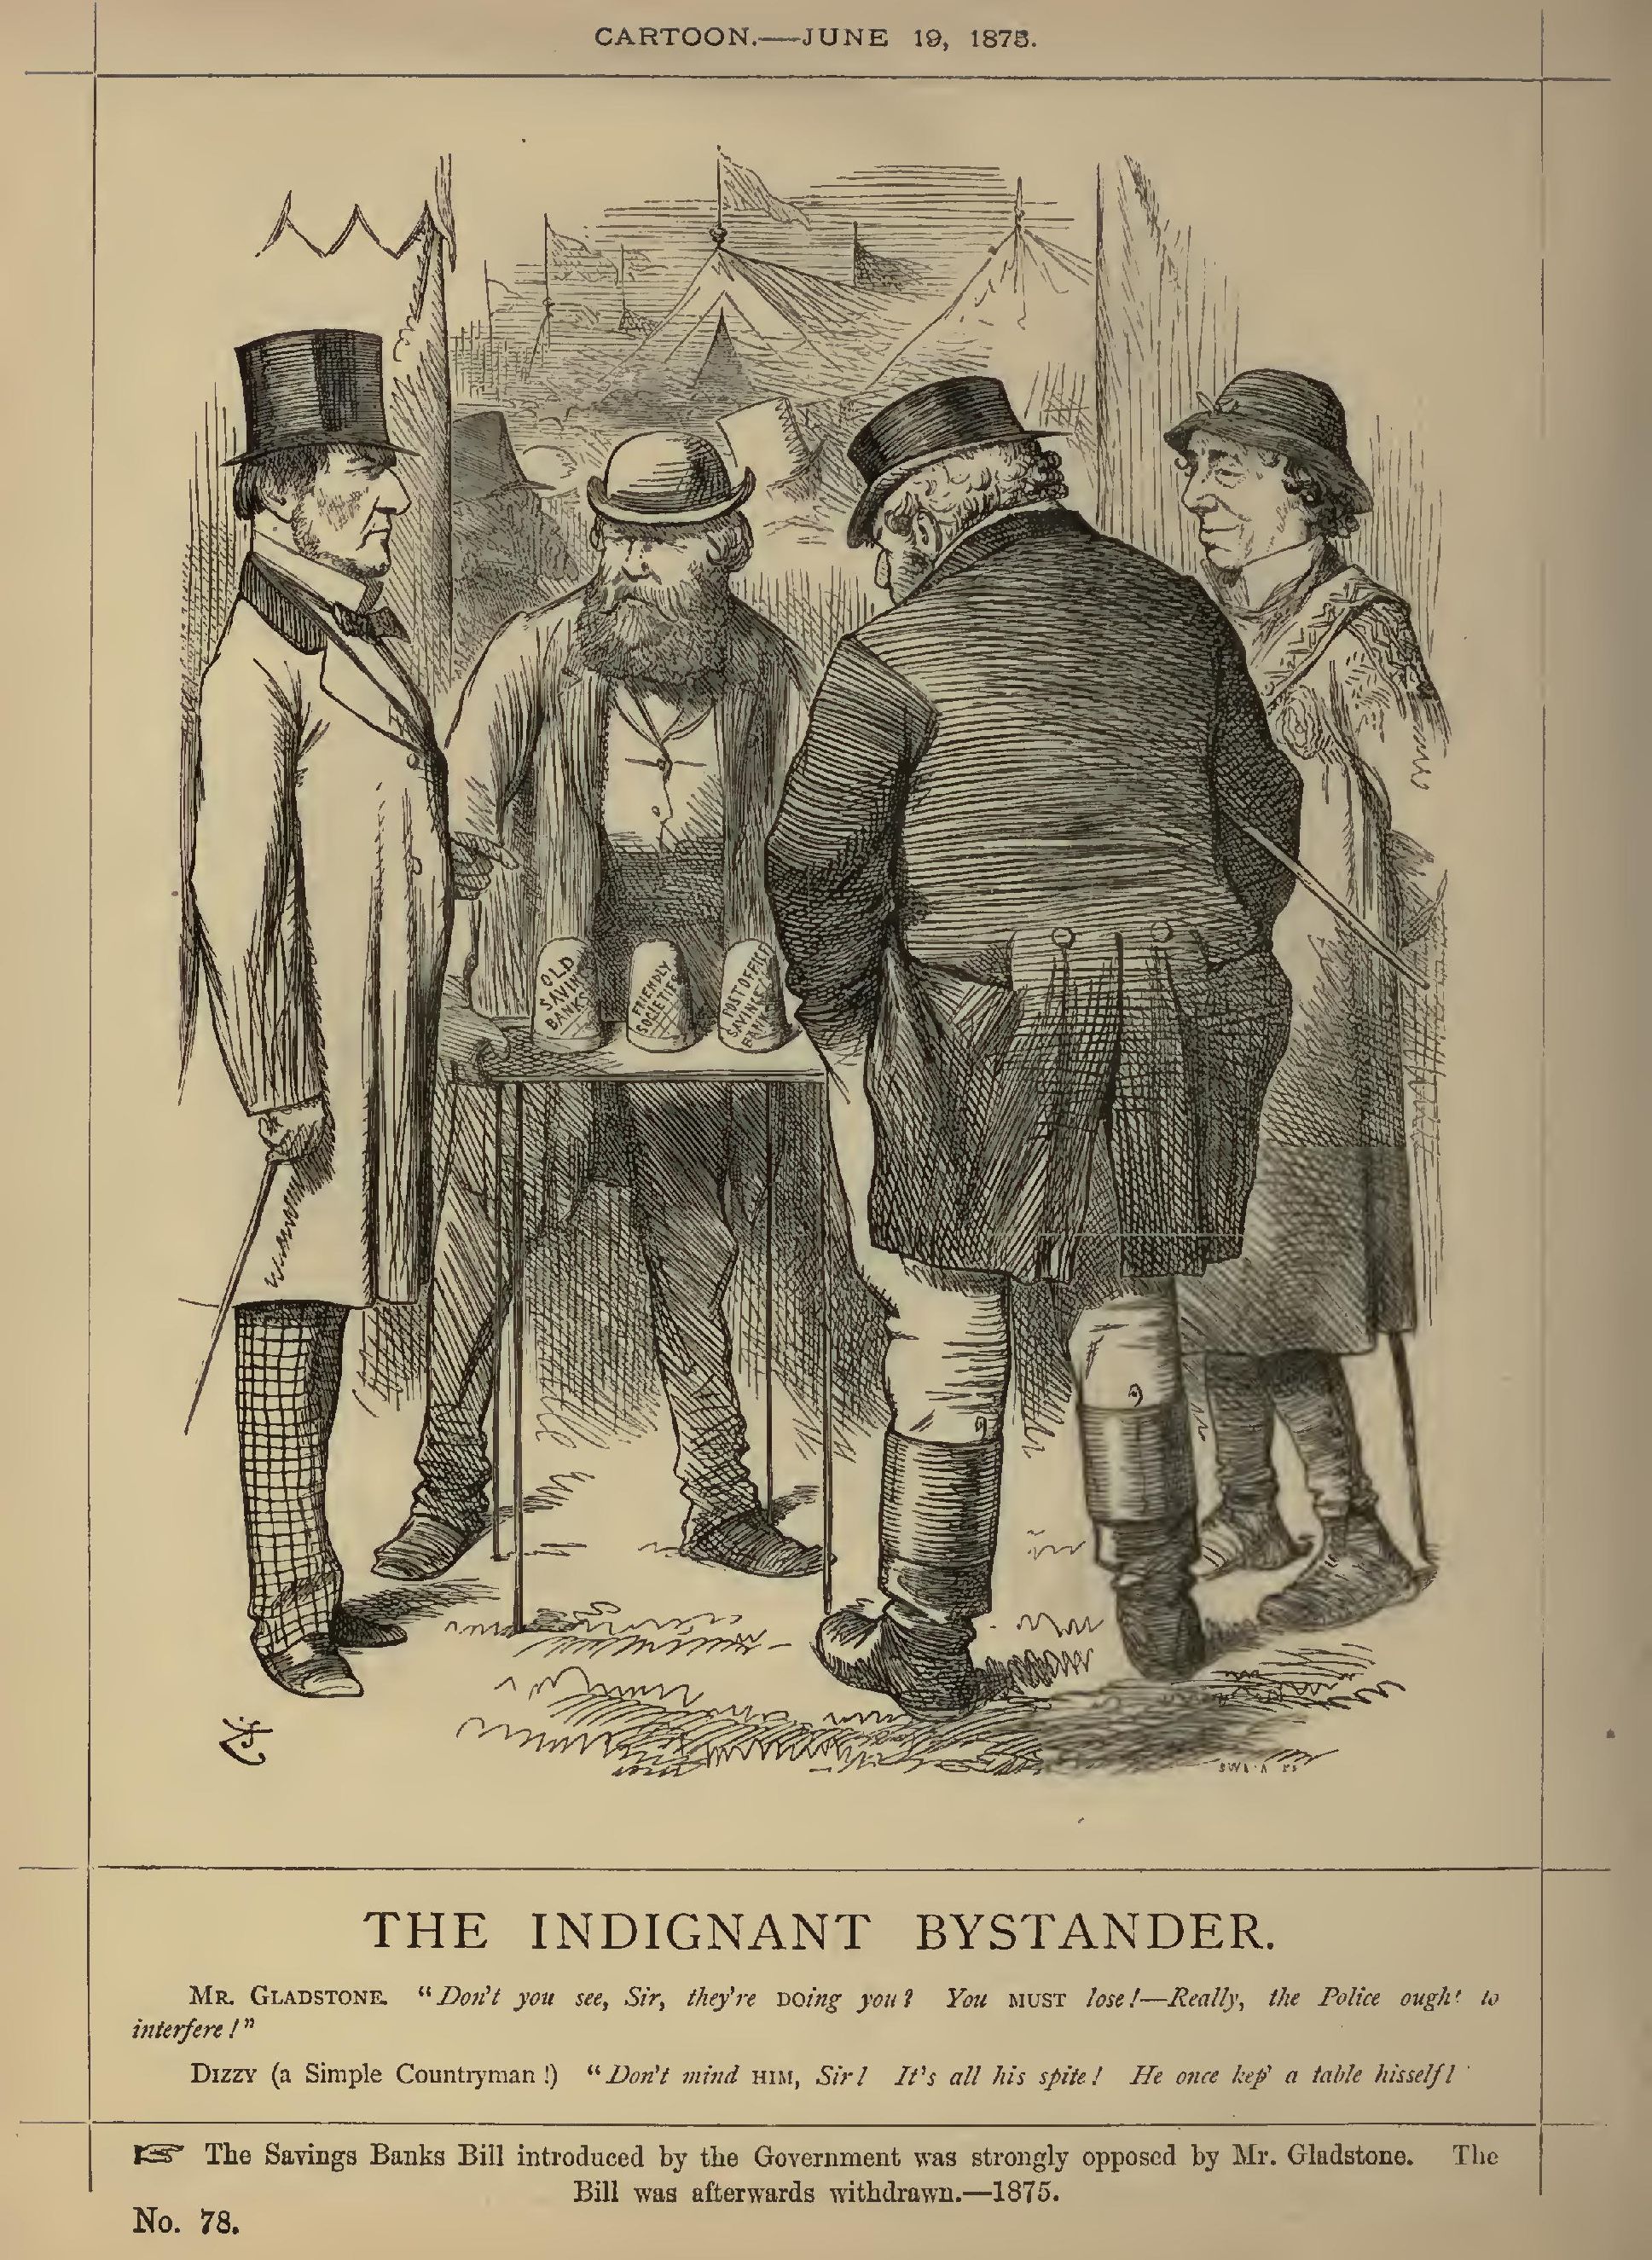 CARTOON.—JUNE 19, 1875.
OLD
SAVINGS
BANKS
FRIENDLY
SOCIETIES
POST OFFICE
SAVINGS
BANKS
SWAIN SC
THE INDIGNANT BYSTANDER.
MR. GLADSTONE. "Don't you see, Sir, they're DOing you? You MUST lose!—Really, the Police ought to
interfere!"
DIZZY (a Simple Countryman!) "Don't mind HIM, Sir! It's all his spite! He once kep' a table hisself!
☞ The Savings Banks Bill introduced by the Government was strongly opposed by Mr. Gladstone. The
Bill was afterwards withdrawn.—1875.
No. 78.